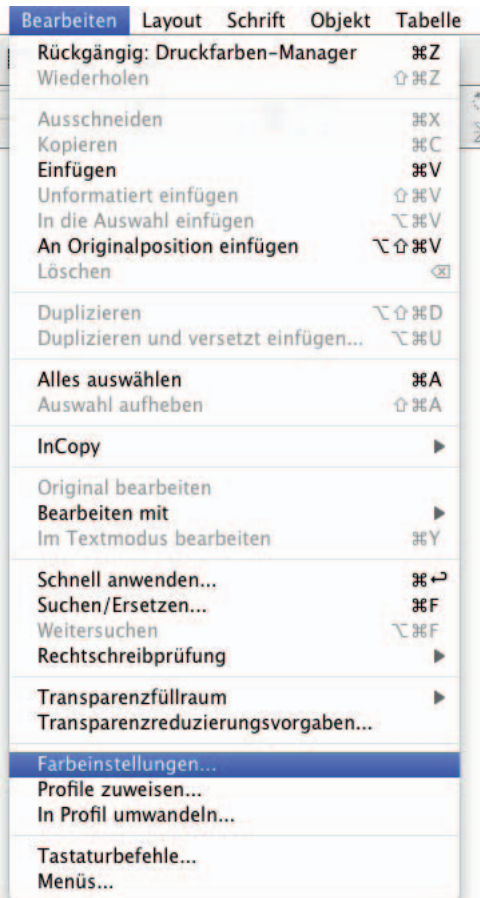 Bearbeiten Layout Schrift Objekt Tabelle
Rückgängig: Druckfarben-Manager ⌘Z
Wiederholen ⇧⌘Z
Ausschneiden ⌘X
Kopieren ⌘C
Einfügen ⌘V
Unformatiert einfügen ⇧⌘V
In die Auswahl einfügen ⌥⌘V
An Originalposition einfügen ⌥⇧⌘V
Löschen ⌫
Duplizieren ⌥⇧⌘D
Duplizieren und versetzt einfügen... ⌥⌘U
Alles auswählen ⌘A
Auswahl aufheben ⇧⌘A
InCopy ▶
Original bearbeiten
Bearbeiten mit ▶
Im Textmodus bearbeiten ⌘Y
Schnell anwenden... ⌘↩
Suchen/Ersetzen... ⌘F
Weitersuchen ⌥⌘F
Rechtschreibprüfung ▶
Transparenzfüllraum ▶
Transparenzreduzierungsvorgaben...
Farbeinstellungen...
Profile zuweisen...
In Profil umwandeln...
Tastaturbefehle...
Menüs...